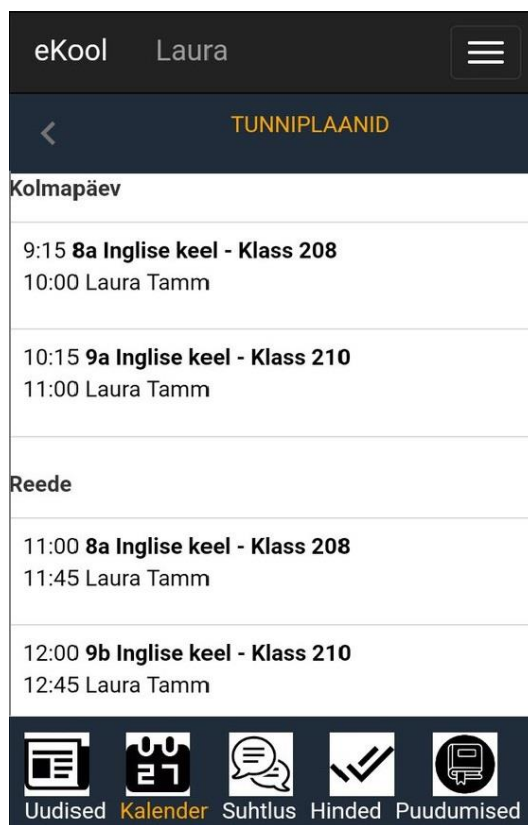 eKool Laura
TUNNIPLAANID
Kolmapäev
9:15 8a Inglise keel - Klass 208
10:00 Laura Tamm
10:15 9a Inglise keel - Klass 210
11:00 Laura Tamm
Reede
11:00 8a Inglise keel - Klass 208
11:45 Laura Tamm
12:00 9b Inglise keel - Klass 210
12:45 Laura Tamm
27
Uudised Kalender Suhtlus Hinded Puudumised